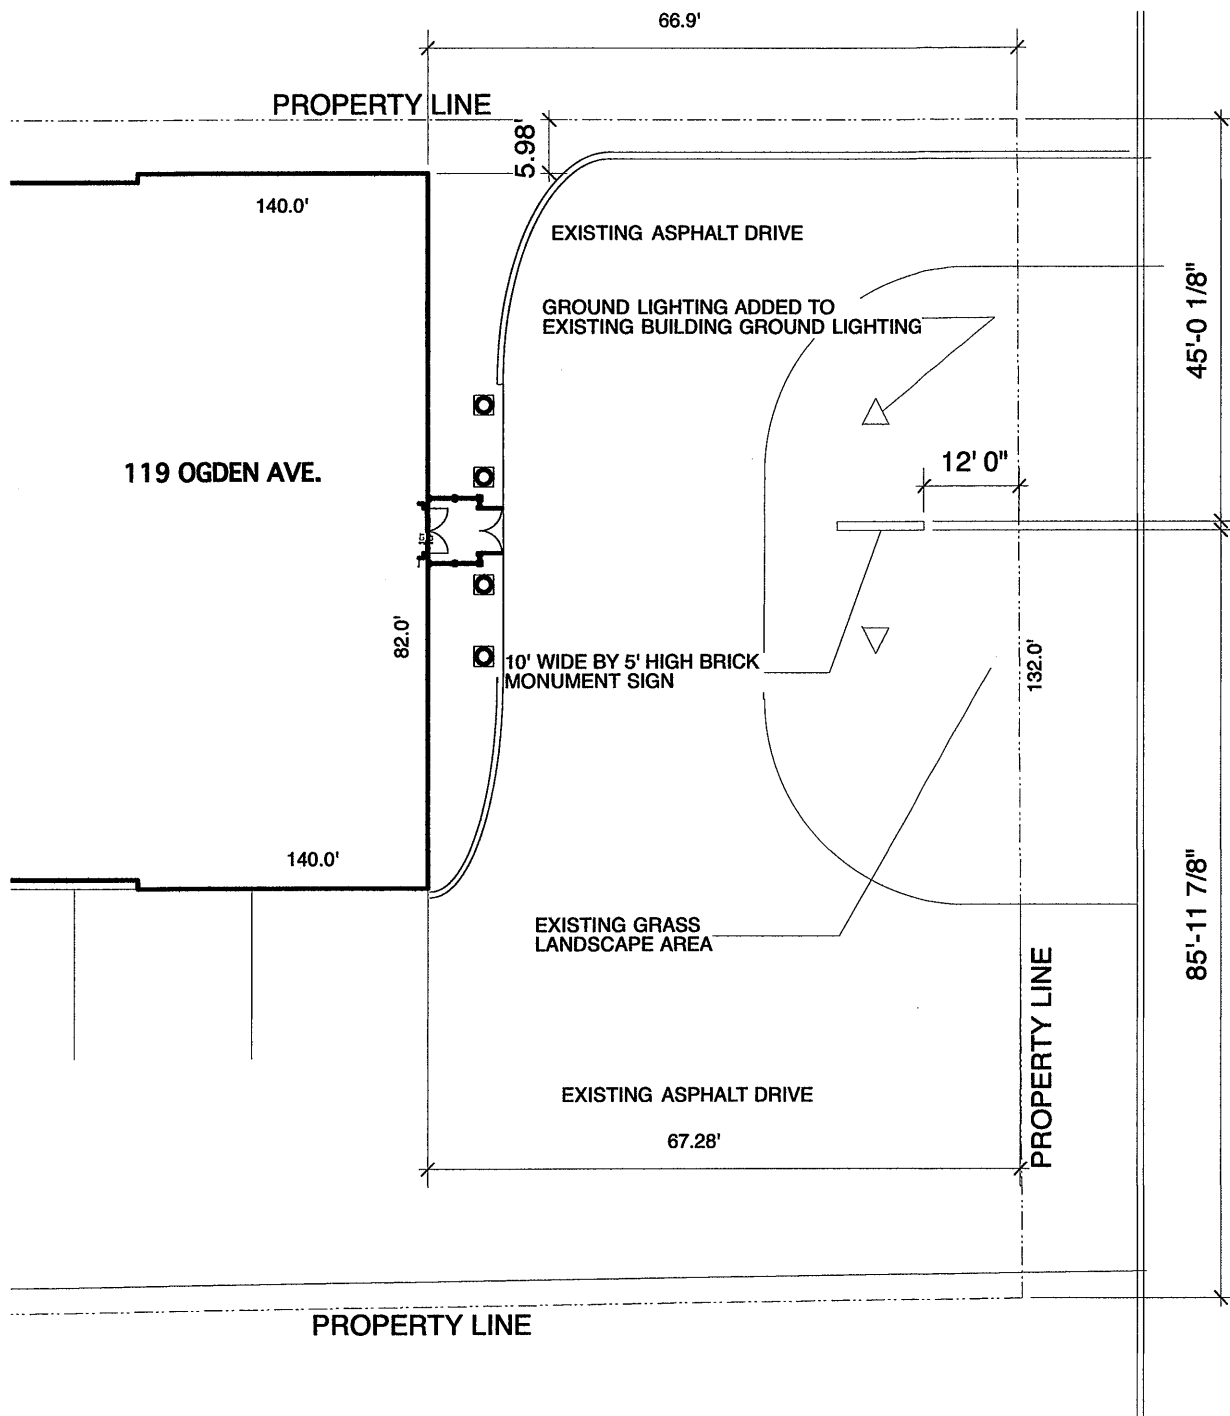 66.9'
PROPERTY LINE
5.98'
140.0'
EXISTING ASPHALT DRIVE
GROUND LIGHTING ADDED TO
EXISTING BUILDING GROUND LIGHTING
45'-0 1/8"
119 OGDEN AVE.
12' 0"
82.0'
10' WIDE BY 5' HIGH BRICK
MONUMENT SIGN
132.0'
140.0'
85'-11 7/8"
EXISTING GRASS
LANDSCAPE AREA
PROPERTY LINE
EXISTING ASPHALT DRIVE
67.28'
PROPERTY LINE